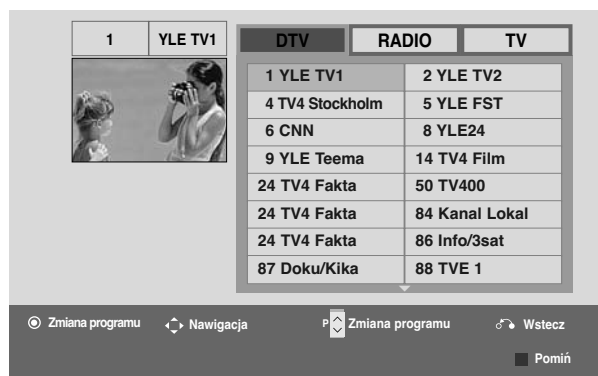 1 YLE TV1
DTV RADIO TV
1 YLE TV1 2 YLE TV2
4 TV4 Stockholm 5 YLE FST
6 CNN 8 YLE24
9 YLE Teema 14 TV4 Film
24 TV4 Fakta 50 TV400
24 TV4 Fakta 84 Kanal Lokal
24 TV4 Fakta 86 Info/3sat
87 Doku/Kika 88 TVE 1
Zmiana programu Nawigacja P Zmiana programu Wstecz
Pomiń